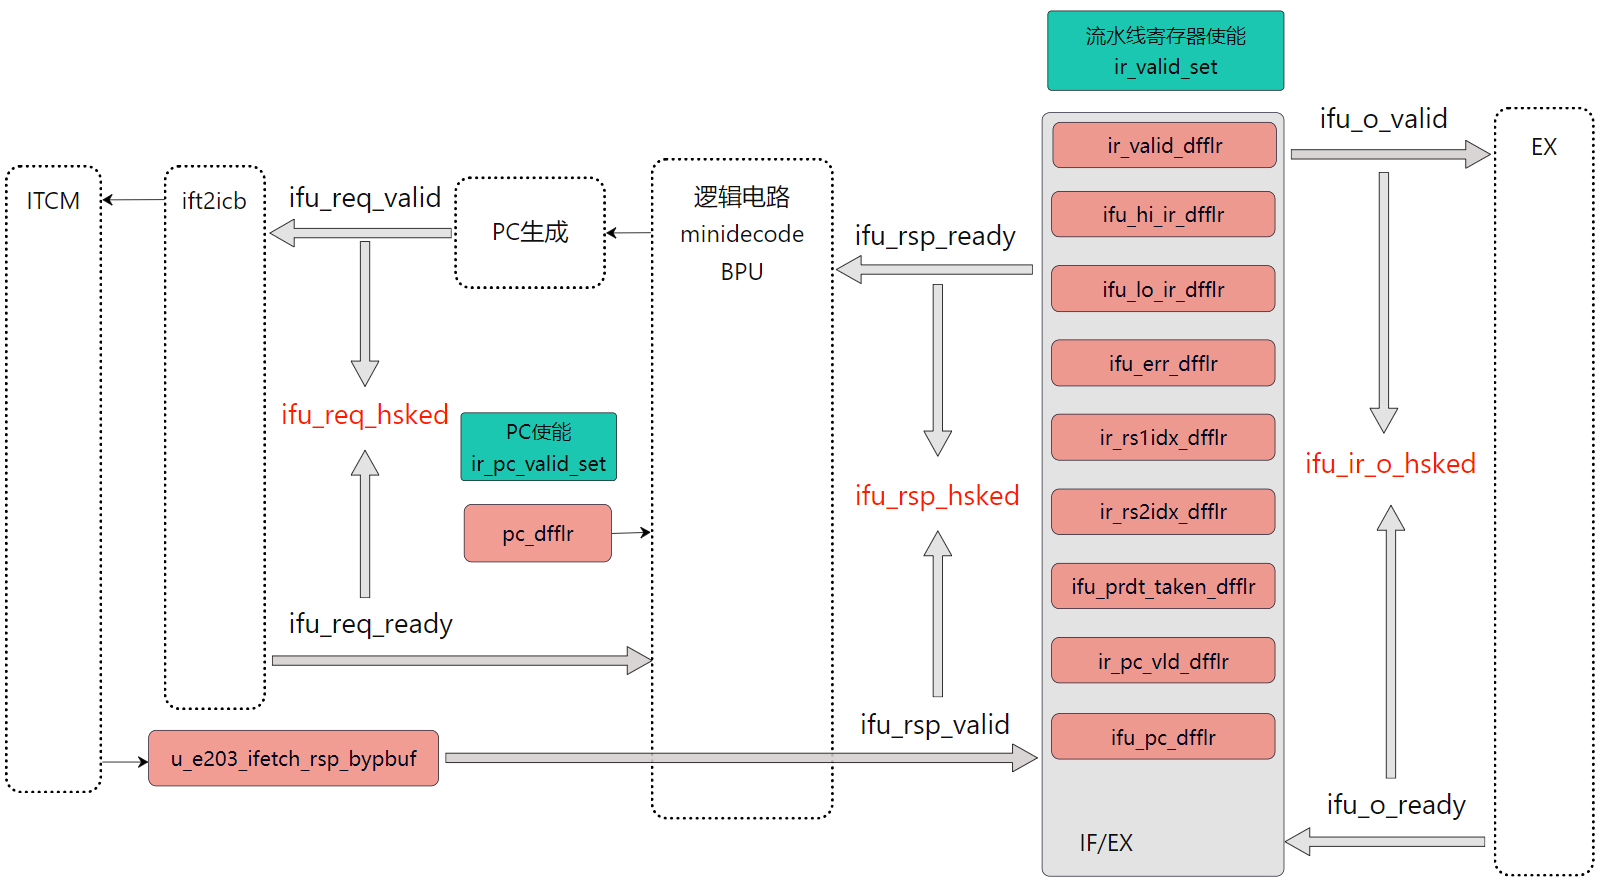 流水线寄存器使能
ir_valid_set
ITCM
ift2icb
ifu_req_valid
PC生成
逻辑电路
minidecode
BPU
ifu_rsp_ready
ir_valid_dfflr
ifu_hi_ir_dfflr
ifu_lo_ir_dfflr
ifu_err_dfflr
ir_rs1idx_dfflr
ir_rs2idx_dfflr
ifu_prdt_taken_dfflr
ir_pc_vld_dfflr
ifu_pc_dfflr
IF/EX
ifu_o_valid
EX
ifu_req_hsked
PC使能
ir_pc_valid_set
pc_dfflr
ifu_rsp_hsked
ifu_ir_o_hsked
ifu_req_ready
u_e203_ifetch_rsp_bypbuf
ifu_rsp_valid
ifu_o_ready